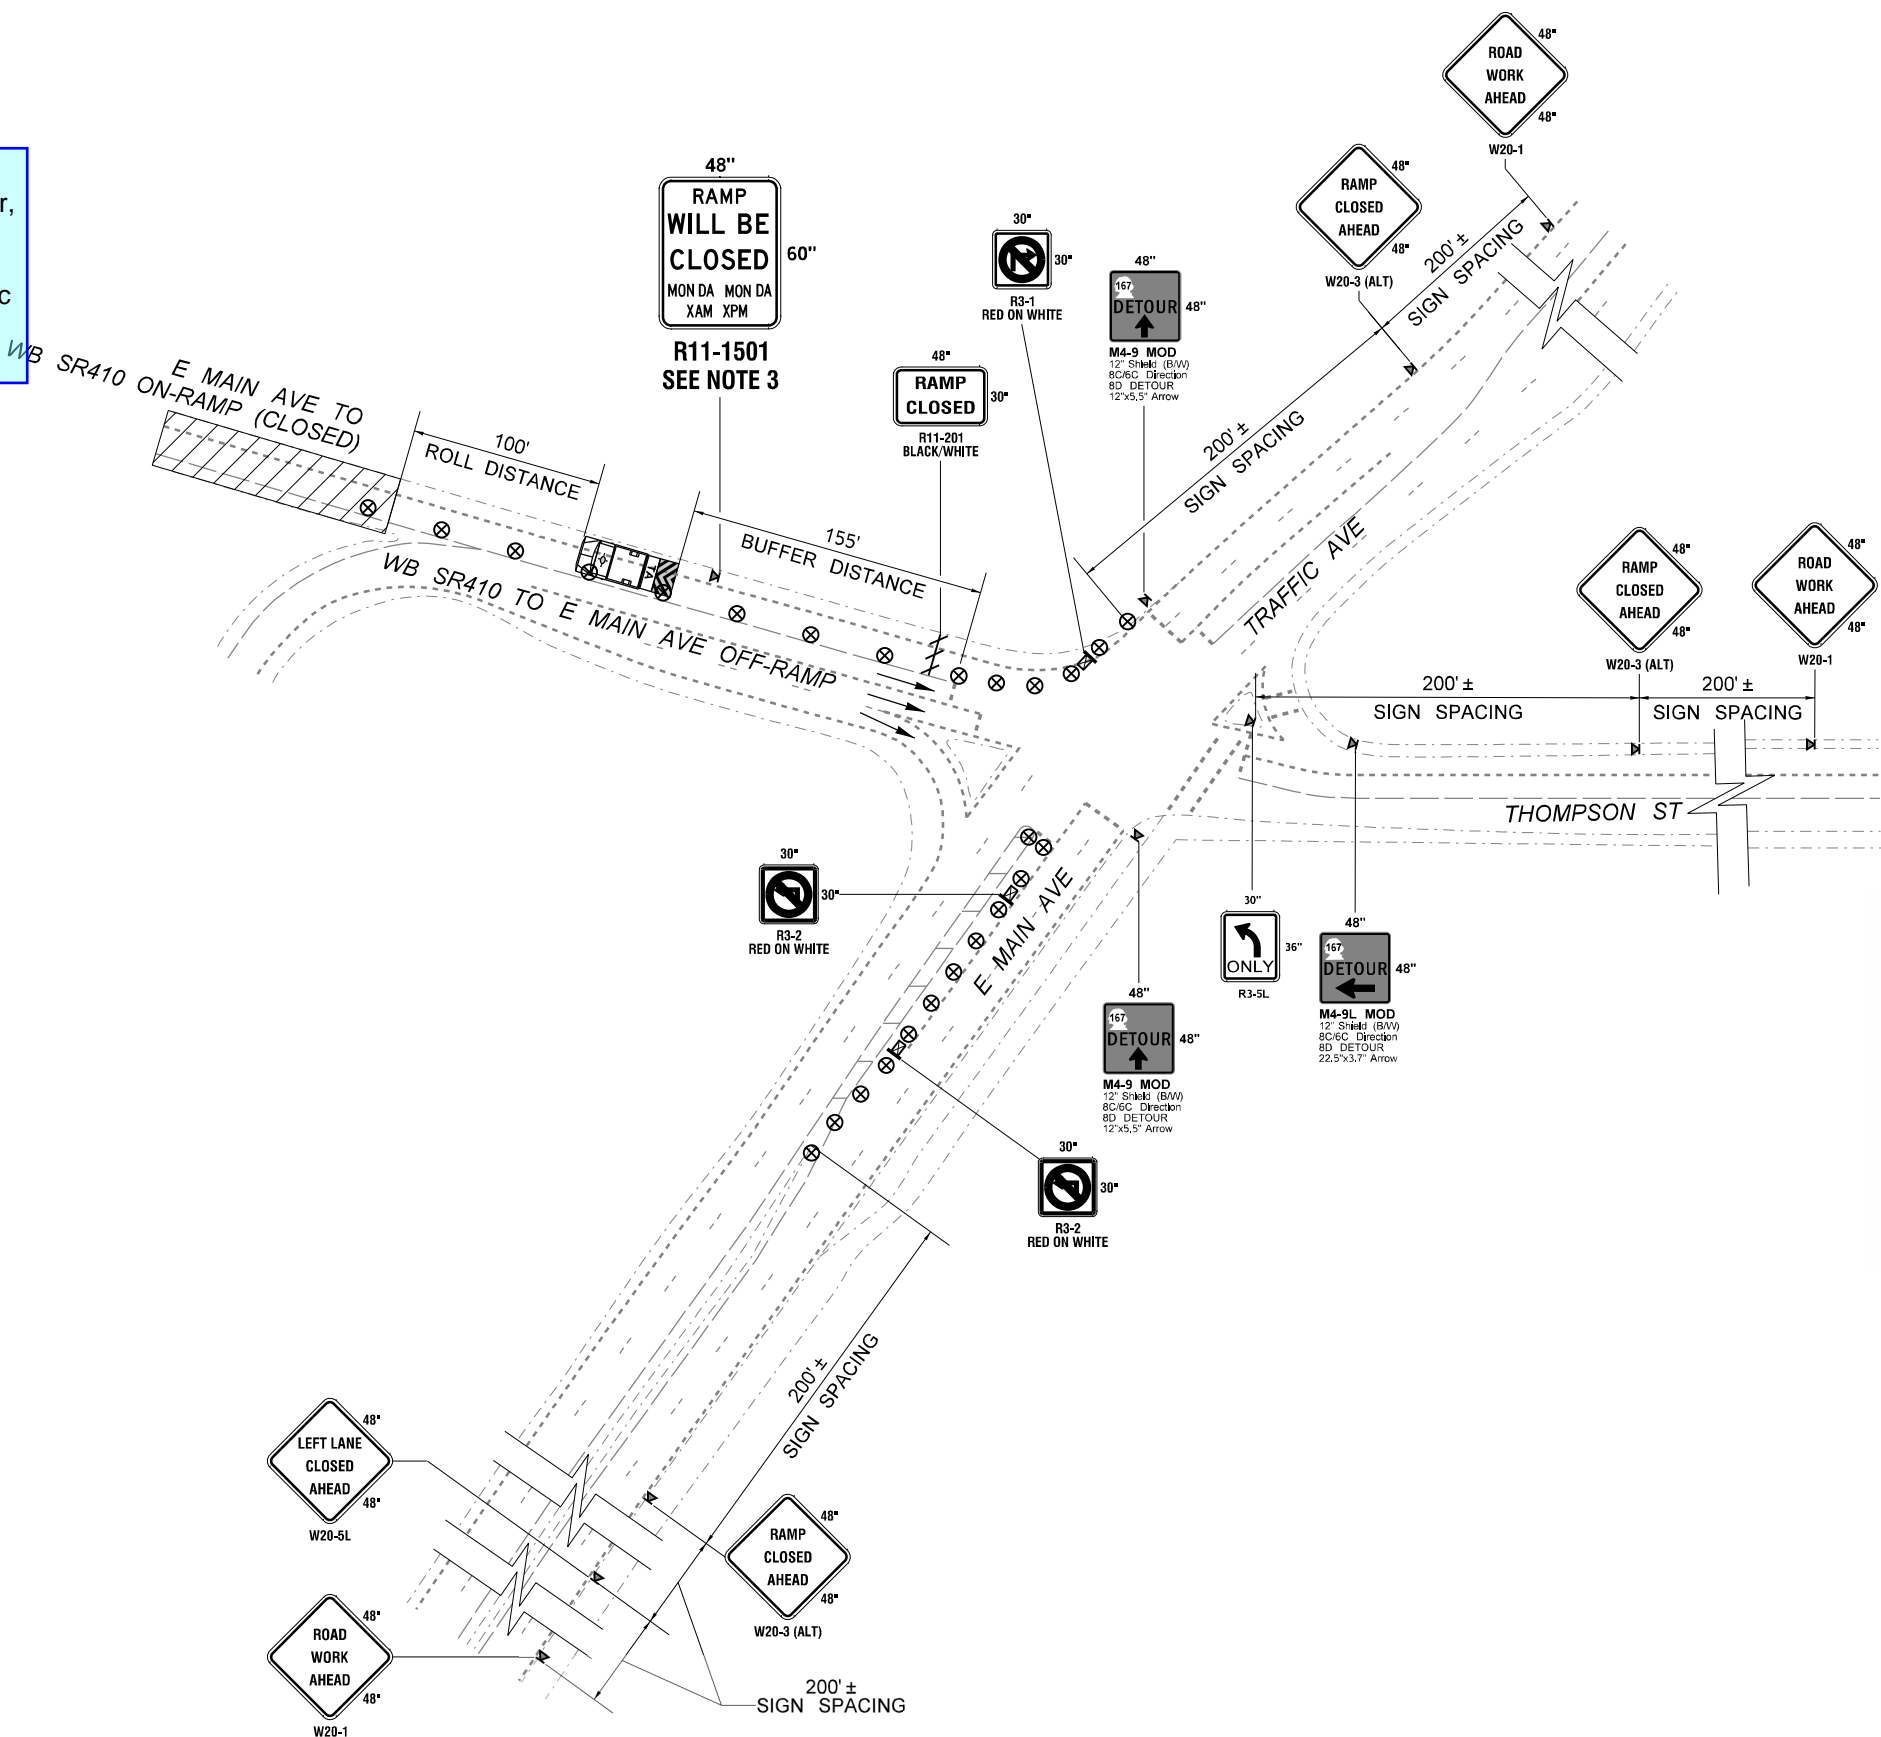 r,
c
ROAD
WORK
AHEAD
48"
48"
W20-1
RAMP
CLOSED
AHEAD
48"
48"
W20-3 (ALT)
200' ±
SIGN SPACING
200' ±
SIGN SPACING
48"
RAMP
WILL BE
CLOSED
MON DA MON DA
XAM XPM
60"
R11-1501
SEE NOTE 3
30"
30"
R3-1
RED ON WHITE
48"
167
DETOUR
48"
M4-9 MOD
12" Shield (B/W)
8C/6C Direction
8D DETOUR
12"x5.5" Arrow
48"
RAMP
CLOSED
30"
R11-201
BLACK/WHITE
E MAIN AVE TO
WB SR410 ON-RAMP (CLOSED)
100'
ROLL DISTANCE
TA
155'
BUFFER DISTANCE
WB SR410 TO E MAIN AVE OFF-RAMP
TRAFFIC AVE
RAMP
CLOSED
AHEAD
48"
48"
W20-3 (ALT)
ROAD
WORK
AHEAD
48"
48"
W20-1
200' ±
SIGN SPACING
200' ±
SIGN SPACING
THOMPSON ST
30"
30"
R3-2
RED ON WHITE
E MAIN AVE
30"
ONLY
36"
R3-5L
48"
167
DETOUR
48"
M4-9L MOD
12" Shield (B/W)
8C/6C Direction
8D DETOUR
22.5"x3.7" Arrow
48"
167
DETOUR
48"
M4-9 MOD
12" Shield (B/W)
8C/6C Direction
8D DETOUR
12"x5.5" Arrow
30"
30"
R3-2
RED ON WHITE
200' ±
SIGN SPACING
LEFT LANE
CLOSED
AHEAD
48"
48"
W20-5L
RAMP
CLOSED
AHEAD
48"
48"
W20-3 (ALT)
ROAD
WORK
AHEAD
48"
48"
W20-1
200' ±
SIGN SPACING